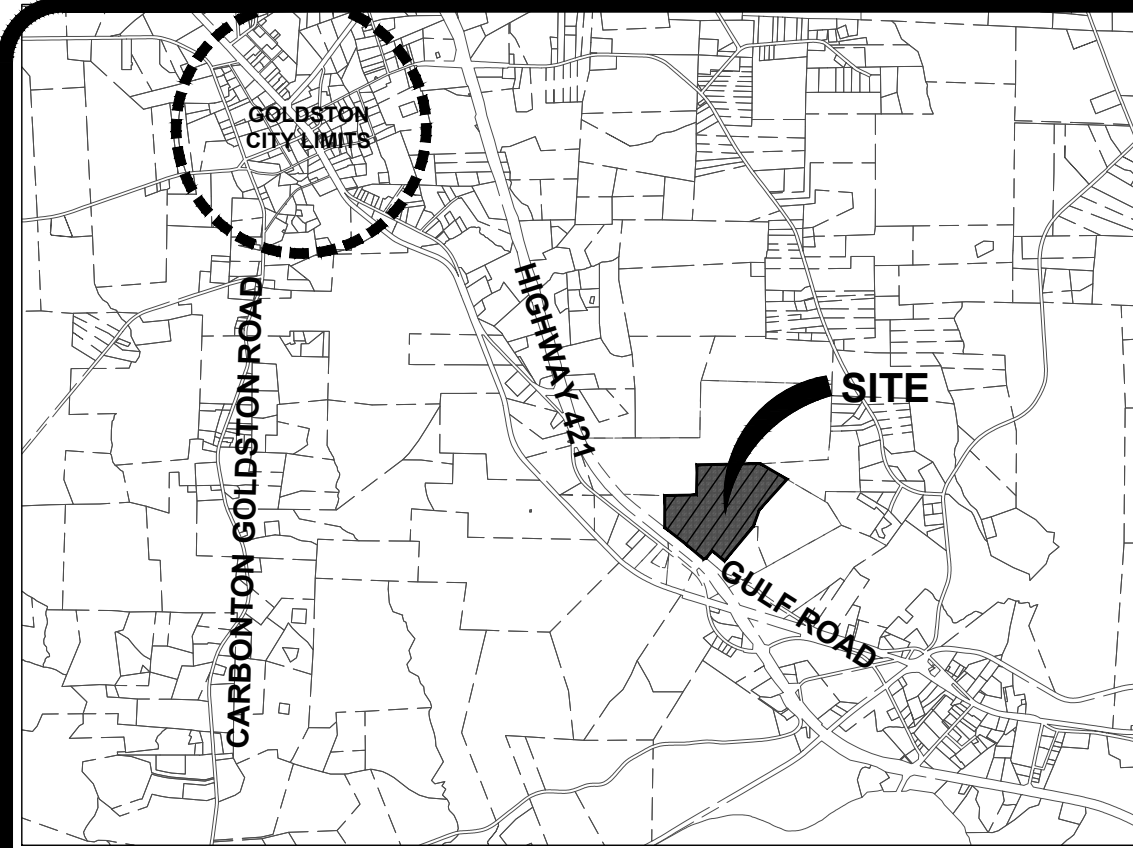 GOLDSTON
CITY LIMITS
HIGHWAY 421
SITE
CARBONTON GOLDSTON ROAD
GULF ROAD